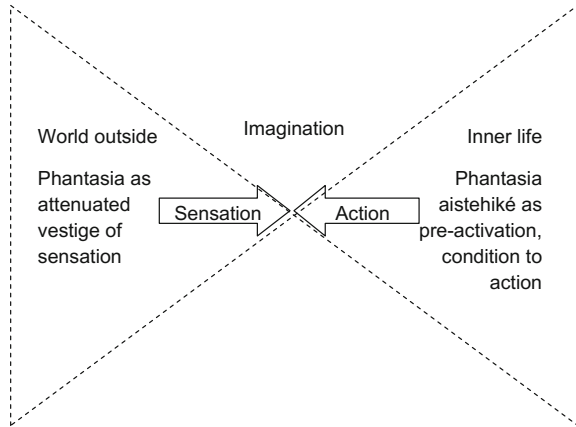 Imagination
World outside
Phantasia as
attenuated
vestige of
sensation
Sensation
Action
Inner life
Phantasia
aistehiké as
pre-activation,
condition to
action